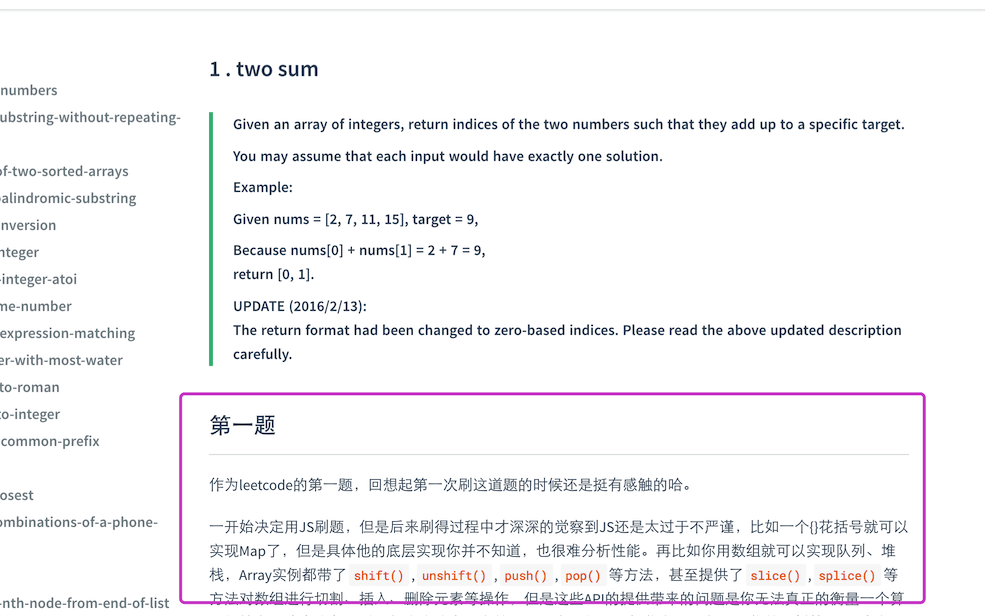 1 . two sum
numbers
ubstring-without-repeating-
of-two-sorted-arrays
alindromic-substring
nversion
nteger
-integer-atoi
me-number
expression-matching
er-with-most-water
to-roman
to-integer
common-prefix
osest
ombinations-of-a-phone-
-nth-node-from-end-of-list
Given an array of integers, return indices of the two numbers such that they add up to a specific target.
You may assume that each input would have exactly one solution.
Example:
Given nums = [2, 7, 11, 15], target = 9,
Because nums[0] + nums[1] = 2 + 7 = 9,
return [0, 1].
UPDATE (2016/2/13):
The return format had been changed to zero-based indices. Please read the above updated description
carefully.
第一题
作为leetcode的第一题，回想起第一次刷这道题的时候还是挺有感触的哈。
一开始决定用JS刷题，但是后来刷得过程中才深深的觉察到JS还是太过于不严谨，比如一个{}花括号就可以
实现Map了，但是具体他的底层实现你并不知道，也很难分析性能。再比如你用数组就可以实现队列、堆
栈，Array实例都带了 shift() , unshift() , push() , pop() 等方法，甚至提供了 slice() , splice() 等
方法对数组进行切割，插入，删除元素等操作，但是这些API的提供带来的问题是你无法真正的衡量一个算